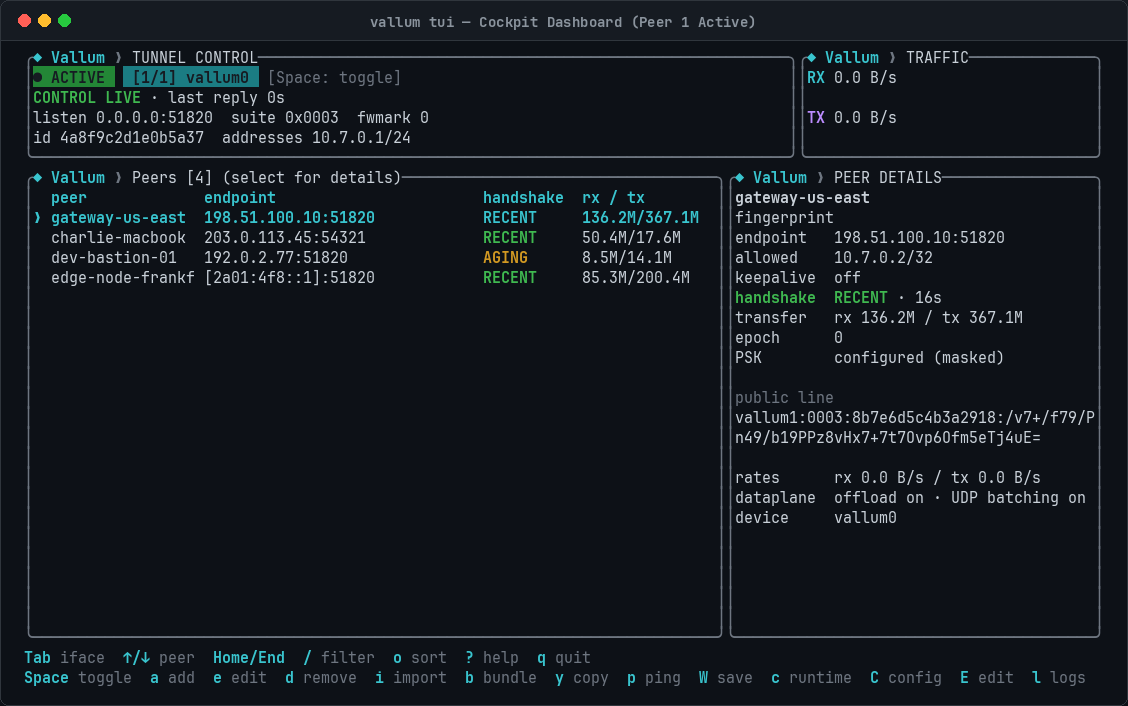 vallum tui — Cockpit Dashboard (Peer 1 Active)
◆ Vallum ❯ TUNNEL CONTROL
● ACTIVE [1/1] vallum0 [Space: toggle]
CONTROL LIVE · last reply 0s
listen 0.0.0.0:51820 suite 0x0003 fwmark 0
id 4a8f9c2d1e0b5a37 addresses 10.7.0.1/24
◆ Vallum ❯ TRAFFIC
RX 0.0 B/s
TX 0.0 B/s
◆ Vallum ❯ Peers [4] (select for details)
peer endpoint handshake rx / tx
❯ gateway-us-east 198.51.100.10:51820 RECENT 136.2M/367.1M
charlie-macbook 203.0.113.45:54321 RECENT 50.4M/17.6M
dev-bastion-01 192.0.2.77:51820 AGING 8.5M/14.1M
edge-node-frankf [2a01:4f8::1]:51820 RECENT 85.3M/200.4M
◆ Vallum ❯ PEER DETAILS
gateway-us-east
fingerprint
endpoint 198.51.100.10:51820
allowed 10.7.0.2/32
keepalive off
handshake RECENT · 16s
transfer rx 136.2M / tx 367.1M
epoch 0
PSK configured (masked)
public line
vallum1:0003:8b7e6d5c4b3a2918:/v7+/f79/P
n49/b19PPz8vHx7+7t7Ovp6Ofm5eTj4uE=
rates rx 0.0 B/s / tx 0.0 B/s
dataplane offload on · UDP batching on
device vallum0
Tab iface ↑/↓ peer Home/End / filter o sort ? help q quit
Space toggle a add e edit d remove i import b bundle y copy p ping W save c runtime C config E edit l logs